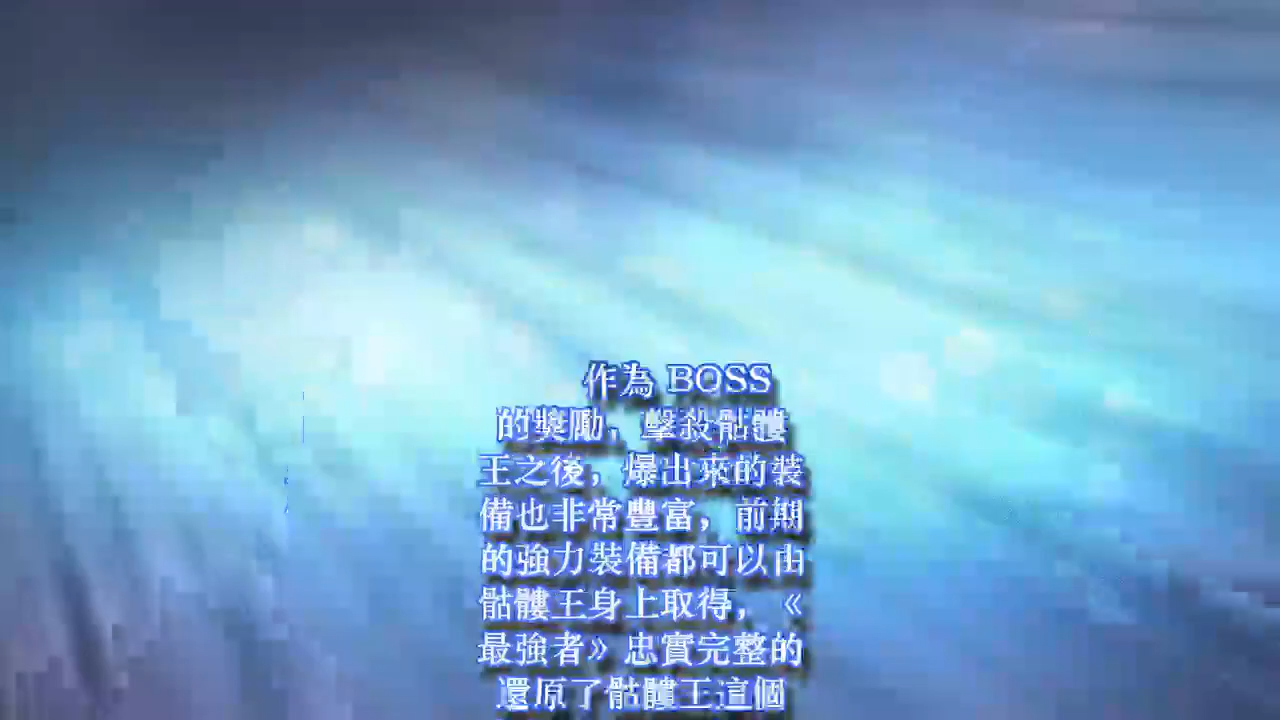 作為 BOSS
的獎勵，擊殺骷髏
王之後，爆出來的裝
備也非常豐富，前期
的強力裝備都可以由
骷髏王身上取得，《
最強者》忠實完整的
還原了骷髏王這個